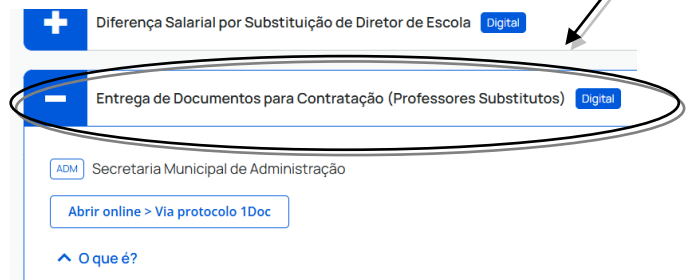 Diferença Salarial por Substituição de Diretor de Escola Digital
Entrega de Documentos para Contratação (Professores Substitutos) Digital
ADM Secretaria Municipal de Administração
Abrir online > Via protocolo 1Doc
O que é?